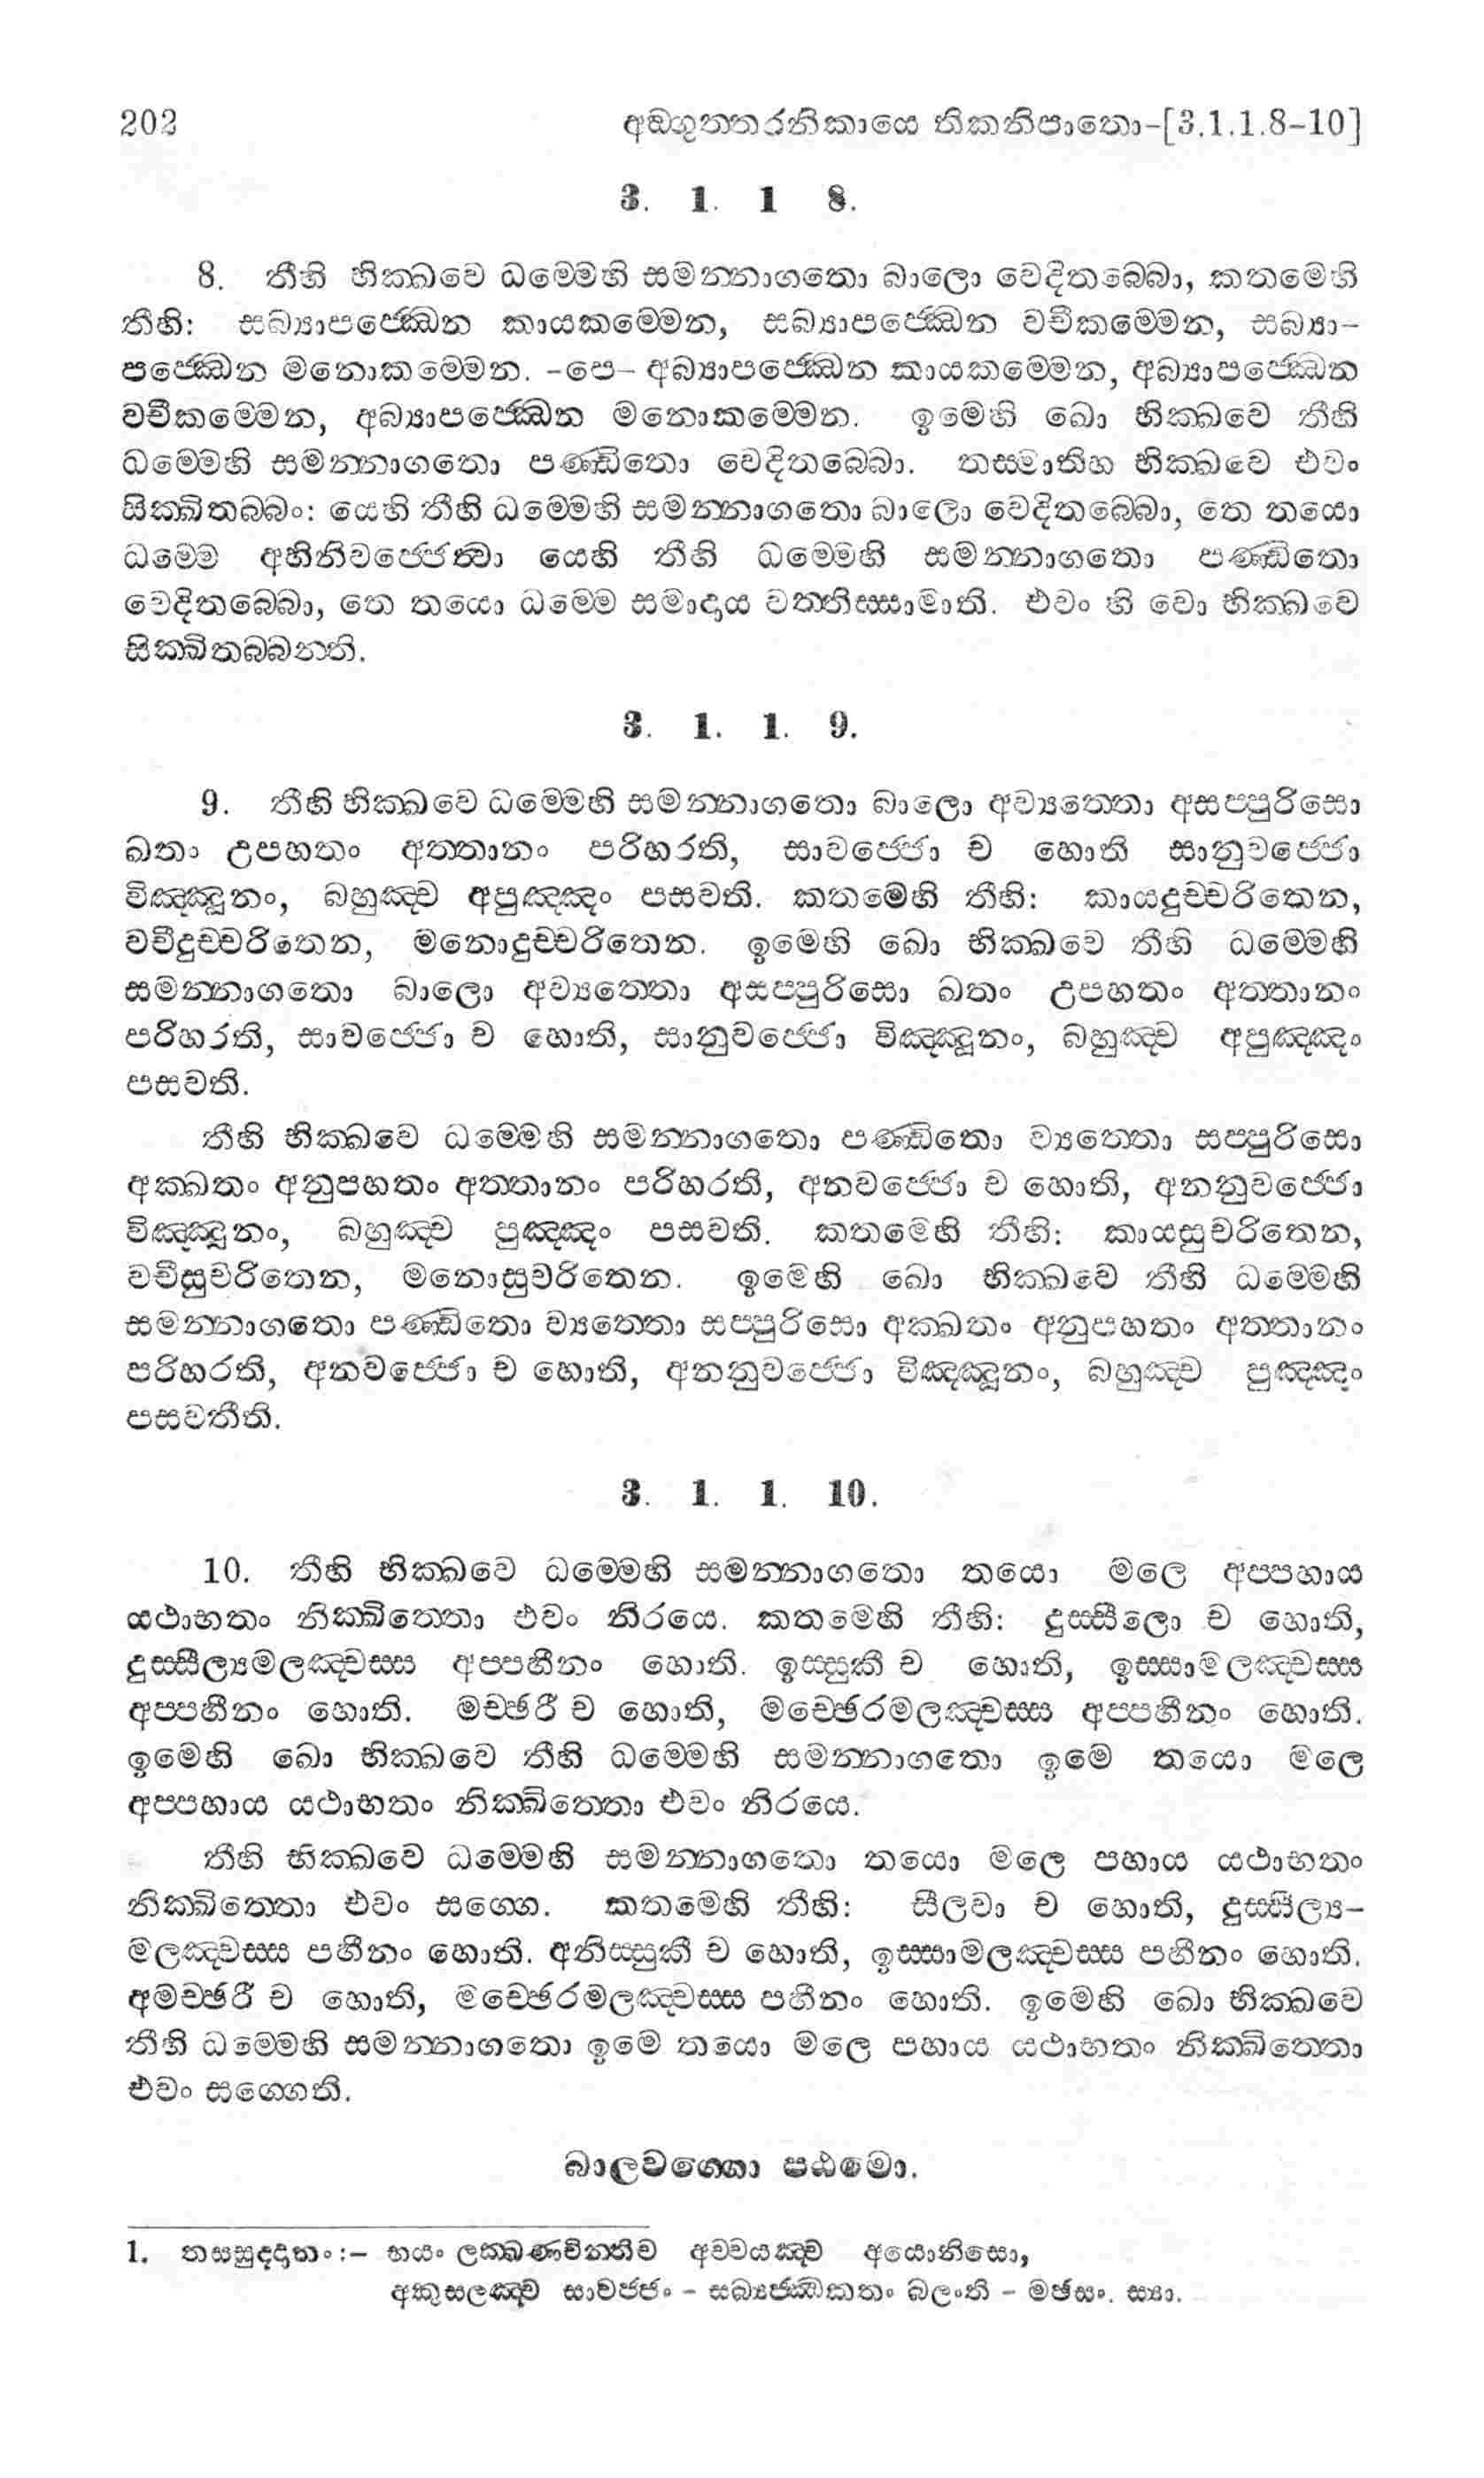 202 අඞ්ගුත්තරනිකායෙ තිකනිපාතො-[3.1.1.8-10]
3. 1. 1 8.
8. තීහි භික්ඛවෙ ධම්මෙහි සමන්නාගතො බාලො වෙදිතබ්බො, කතමෙහි
තීහි: සබ්‍යාපජ්ඣෙන කායකම්මෙන, සබ්‍යාපජ්ඣෙන වචීකම්මෙන, සබ්‍යා-
පජ්ඣෙන මනොකම්මෙන. -පෙ- අබ්‍යාපජ්ඣෙන කායකම්මෙන, අබ්‍යාපජ්ඣෙන
වචීකම්මෙන, අබ්‍යාපජ්ඣෙන මනොකම්මෙන. ඉමෙහි ඛො භික්ඛවෙ තීහි
ධම්මෙහි සමන්නාගතො පණ්ඩිතො වෙදිතබ්බො. තස්මාතිහ භික්ඛවෙ එවං
සික්ඛිතබ්බං: යෙහි තීහි ධම්මෙහි සමන්නාගතො බාලො වෙදිතබ්බො, තෙ තයො
ධම්මෙ අභිනිවජ්ජෙත්‍වා යෙහි තීහි ධම්මෙහි සමන්නාගතො පණ්ඩිතො
වෙදිතබ්බො, තෙ තයො ධම්මෙ සමාදාය වත්තිස්සාමාති. එවං හි වො භික්ඛවෙ
සික්ඛිතබ්බන්ති.
3. 1. 1. 9.
9. තීහි භික්ඛවෙ ධම්මෙහි සමන්නාගතො බාලො අව්‍යත්තො අසප්පුරිසො
ඛතං උපහතං අත්තානං පරිහරති, සාවජ්ජො ච හොති සානුවජ්ජො
විඤ්ඤූනං, බහුඤ්ච අපුඤ්ඤං පසවති. කතමෙහි තීහි: කායදුච්චරිතෙන,
වචීදුච්චරිතෙන, මනොදුච්චරිතෙන. ඉමෙහි ඛො භික්ඛවෙ තීහි ධම්මෙහි
සමන්නාගතො බාලො අව්‍යත්තො අසප්පුරිසො ඛතං උපහතං අත්තානං
පරිහරති, සාවජ්ජො ච හොති, සානුවජ්ජො විඤ්ඤූනං, බහුඤ්ච අපුඤ්ඤං
පසවති.
තීහි භික්ඛවෙ ධම්මෙහි සමන්නාගතො පණ්ඩිතො ව්‍යත්තො සප්පුරිසො
අක්ඛතං අනුපහතං අත්තානං පරිහරති, අනවජ්ජො ච හොති, අනනුවජ්ජො
විඤ්ඤූනං, බහුඤ්ච පුඤ්ඤං පසවති. කතමෙහි තීහි: කායසුචරිතෙන,
වචීසුචරිතෙන, මනොසුචරිතෙන. ඉමෙහි ඛො භික්ඛවෙ තීහි ධම්මෙහි
සමන්නාගතො පණ්ඩිතො ව්‍යත්තො සප්පුරිසො අක්ඛතං අනුපහතං අත්තානං
පරිහරති, අනවජ්ජො ච හොති, අනනුවජ්ජො විඤ්ඤූනං, බහුඤ්ච පුඤ්ඤං
පසවතීති.
3. 1. 1. 10.
10. තීහි භික්ඛවෙ ධම්මෙහි සමන්නාගතො තයො මලෙ අප්පහාය
යථාභතං නික්ඛිත්තො එවං නිරයෙ. කතමෙහි තීහි: දුස්සීලො ච හොති,
දුස්සීල්‍යමලඤ්චස්ස අප්පහීනං හොති. ඉස්සුකී ච හොති, ඉස්සාමලඤ්චස්ස
අප්පහීනං හොති. මච්ඡරී ච හොති, මච්ඡෙරමලඤ්චස්ස අප්පහීනං හොති.
ඉමෙහි ඛො භික්ඛවෙ තීහි ධම්මෙහි සමන්නාගතො ඉමෙ තයො මලෙ
අප්පහාය යථාභතං නික්ඛිත්තො එවං නිරයෙ.
තීහි භික්ඛවෙ ධම්මෙහි සමන්නාගතො තයො මලෙ පහාය යථාභතං
නික්ඛිත්තො එවං සග්ගෙ. කතමෙහි තීහි: සීලවා ච හොති, දුස්සීල්‍ය-
මලඤ්චස්ස පහීනං හොති. අනිස්සුකී ච හොති, ඉස්සාමලඤ්චස්ස පහීනං හොති.
අමච්ඡරී ච හොති, මච්ඡෙරමලඤ්චස්ස පහීනං හොති. ඉමෙහි ඛො භික්ඛවෙ
තීහි ධම්මෙහි සමන්නාගතො ඉමෙ තයො මලෙ පහාය යථාභතං නික්ඛිත්තො
එවං සග්ගෙති.
බාලවග්ගො පඨමො.
1. තස්සුද්දානං:- භයං ලක්ඛණචින්තීච අච්චයඤ්ච අයොනිසො,
අකුසලඤ්ච සාවජ්ජං - සබ්‍යජ්ඣකතං බලංති - මඡසං. ස්‍යා.